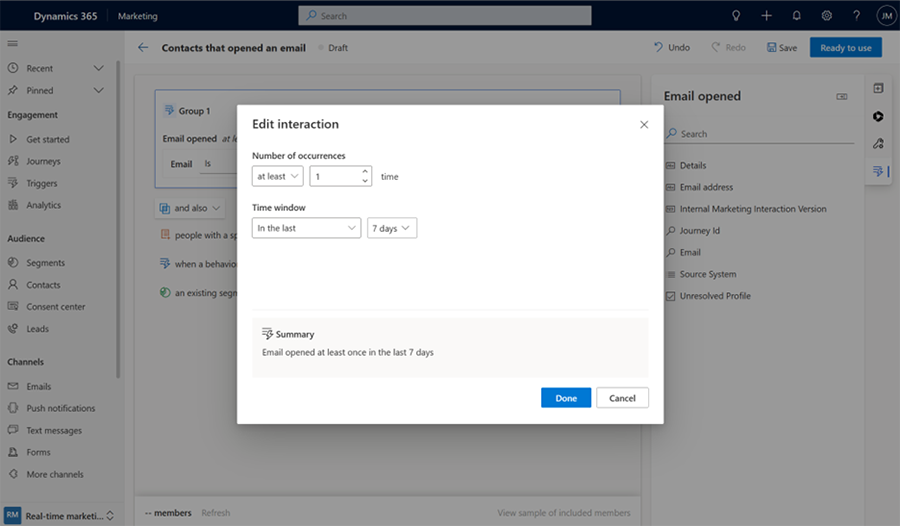 Dynamics 365 Marketing Search JM
Contacts that opened an email Draft Undo Redo Save Ready to use
Recent
Pinned
Engagement
Get started
Journeys
Triggers
Analytics
Audience
Segments
Contacts
Consent center
Leads
Channels
Emails
Push notifications
Text messages
Forms
More channels
RM Real-time marketi...
Group 1
Email opened
Email Is
and also
people with a
when a
an existing
-- members Refresh View sample of included members
Edit interaction
Number of occurrences
at least 1 time
Time window
In the last 7 days
Summary
Email opened at least once in the last 7 days
Done Cancel
Email opened
Search
Details
Email address
Internal Marketing Interaction Version
Journey Id
Email
Source System
Unresolved Profile